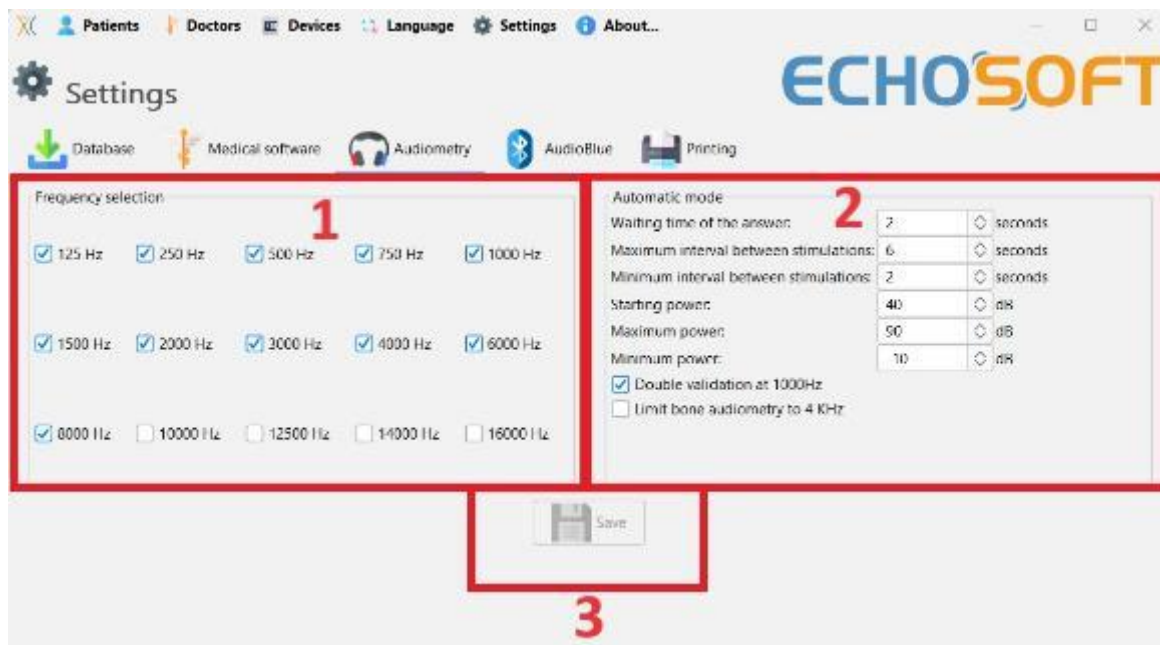 Patients Doctors Devices Language Settings About...
Settings
ECHOSOFT
Database Medical software Audiometry AudioBlue Printing
Frequency selection
1
125 Hz 250 Hz 500 Hz 750 Hz 1000 Hz
1500 Hz 2000 Hz 3000 Hz 4000 Hz 6000 Hz
8000 Hz 10000 Hz 12500 Hz 14000 Hz 16000 Hz
Automatic mode
2
Waiting time of the answer: 2 seconds
Maximum interval between stimulations: 6 seconds
Minimum interval between stimulations: 2 seconds
Starting power: 40 dB
Maximum power: 90 dB
Minimum power: 10 dB
Double validation at 1000Hz
Limit bone audiometry to 4 KHz
Save
3